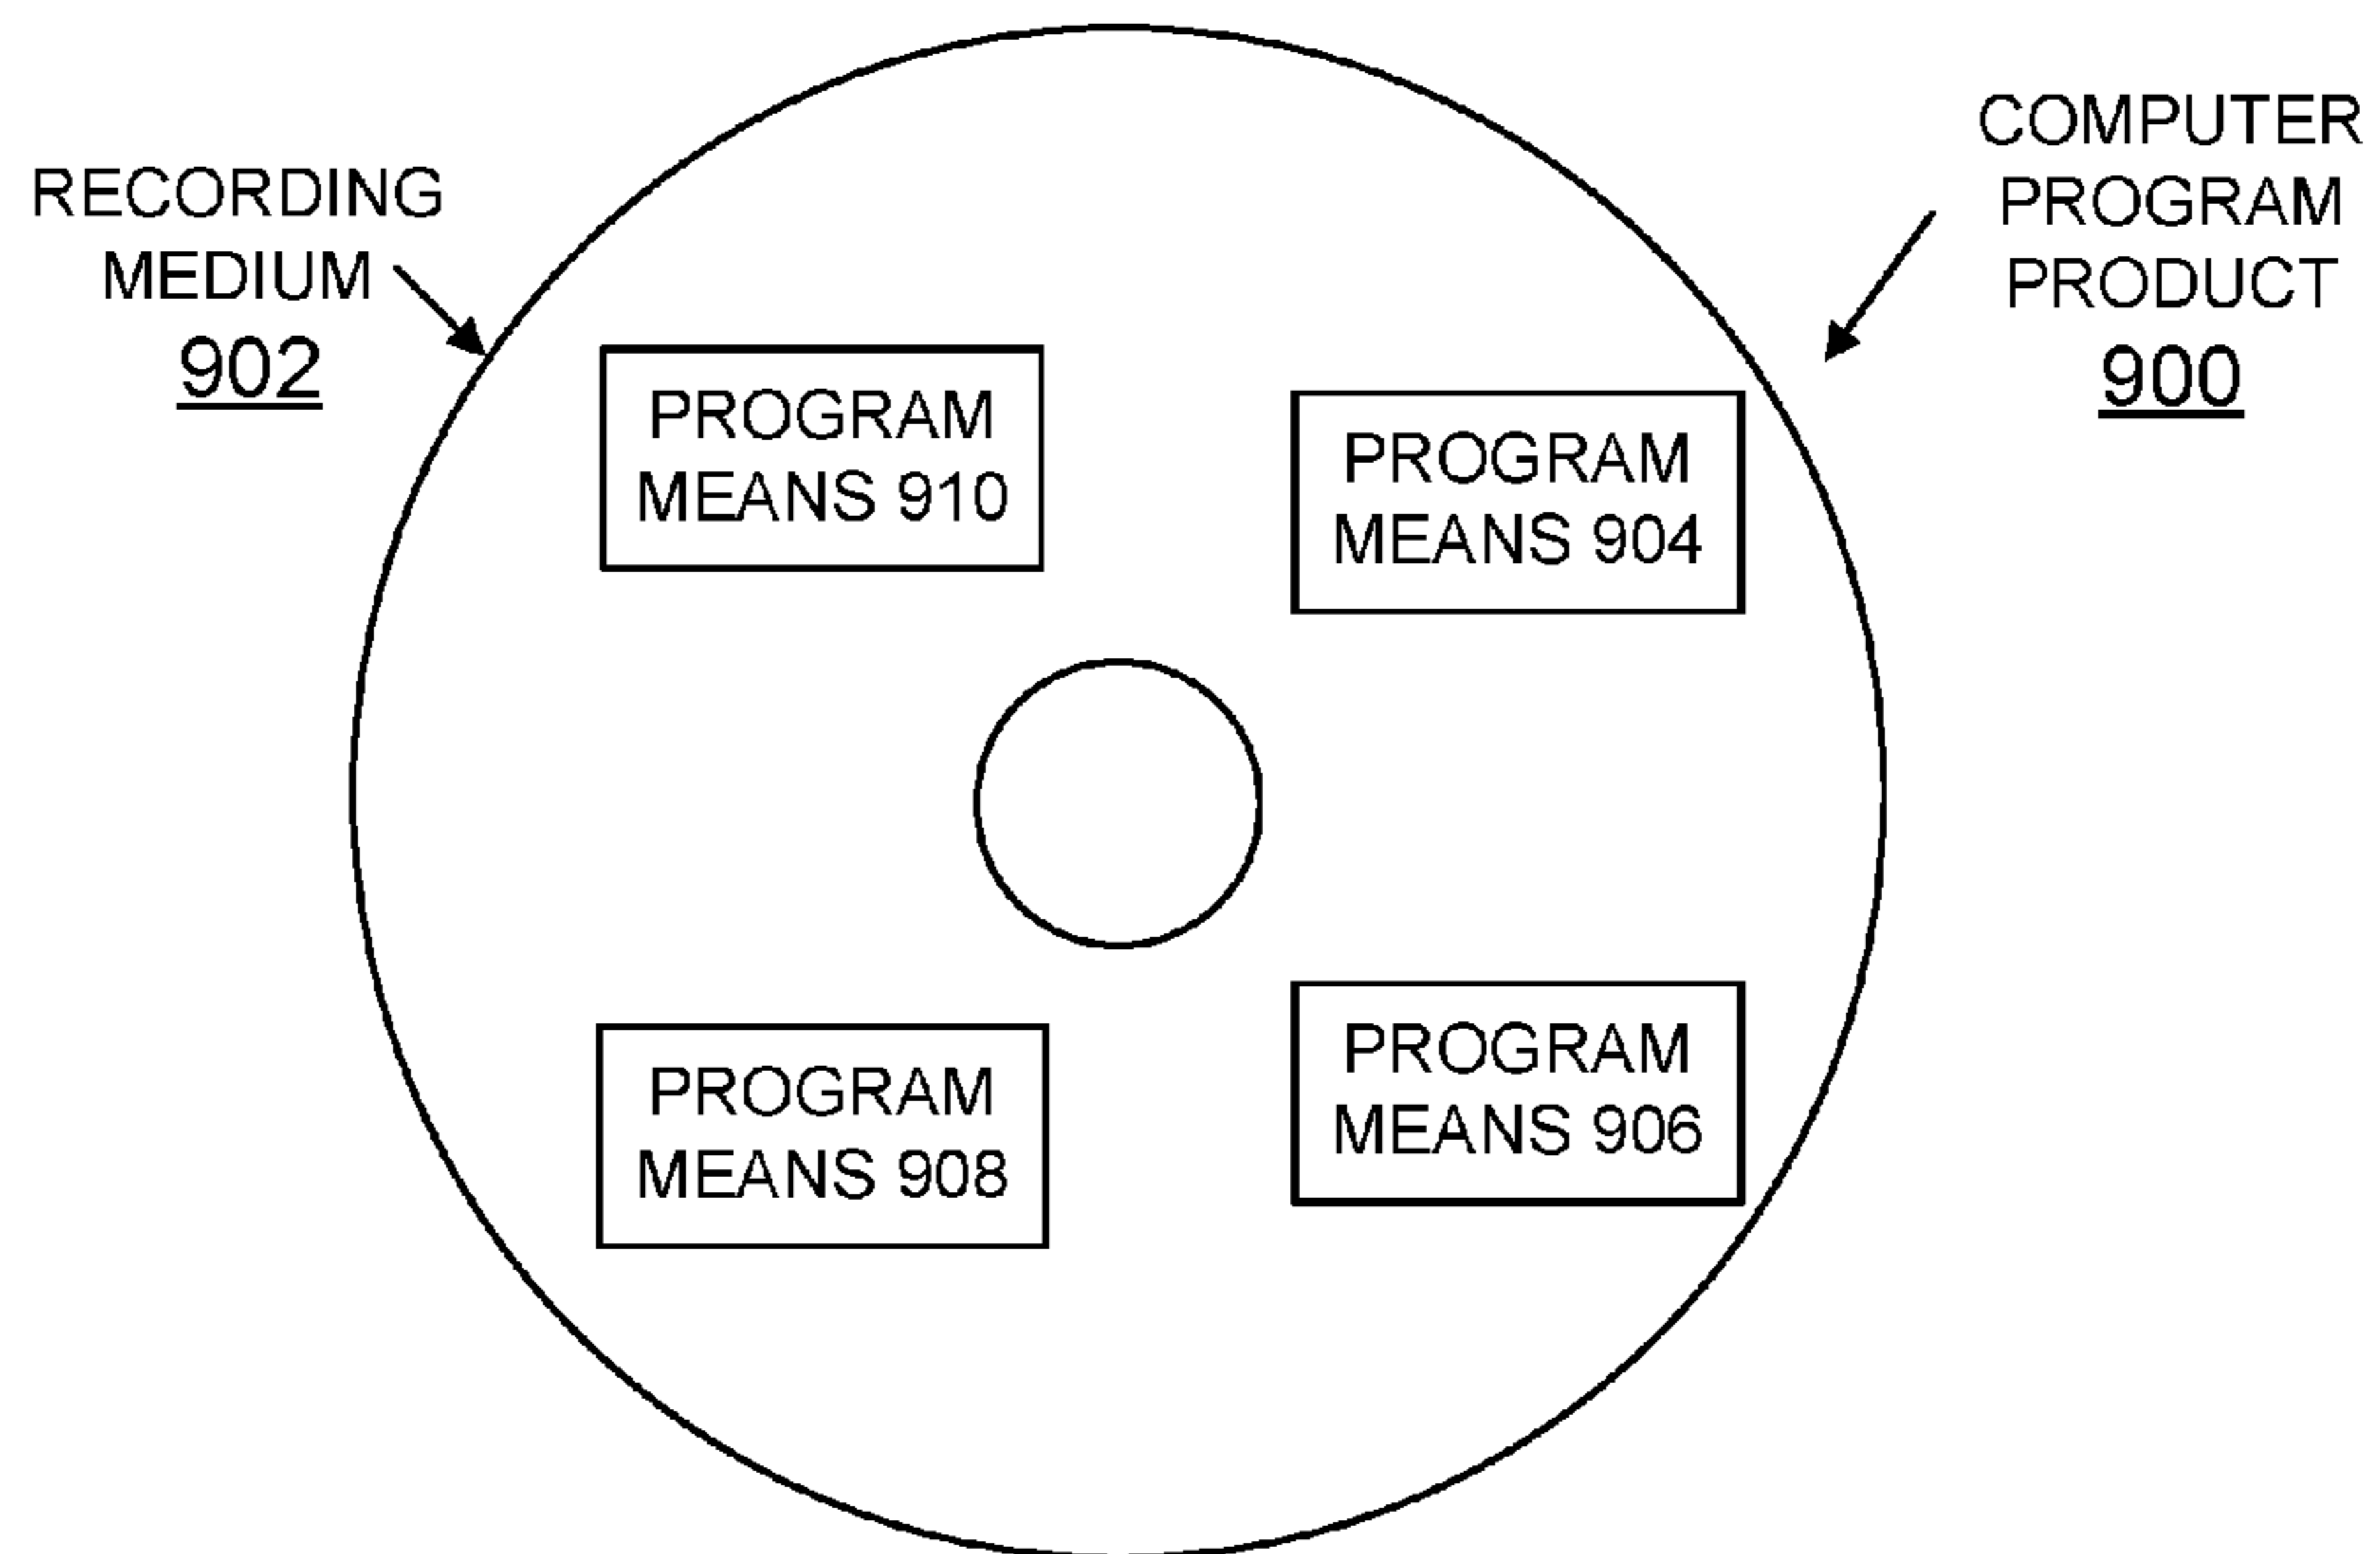 RECORDING
MEDIUM
902
COMPUTER
PROGRAM
PRODUCT
900
PROGRAM
MEANS 910
PROGRAM
MEANS 904
PROGRAM
MEANS 908
PROGRAM
MEANS 906